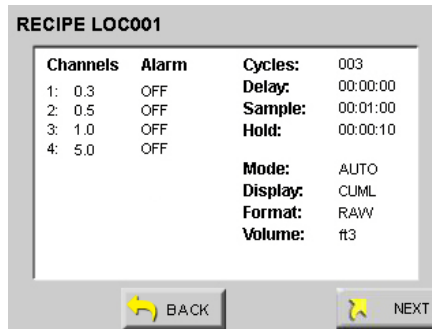 RECIPE LOC001
Channels Alarm
1: 0.3 OFF
2: 0.5 OFF
3: 1.0 OFF
4: 5.0 OFF
Cycles: 003
Delay: 00:00:00
Sample: 00:01:00
Hold: 00:00:10
Mode: AUTO
Display: CUML
Format: RAW
Volume: ft3
BACK
NEXT